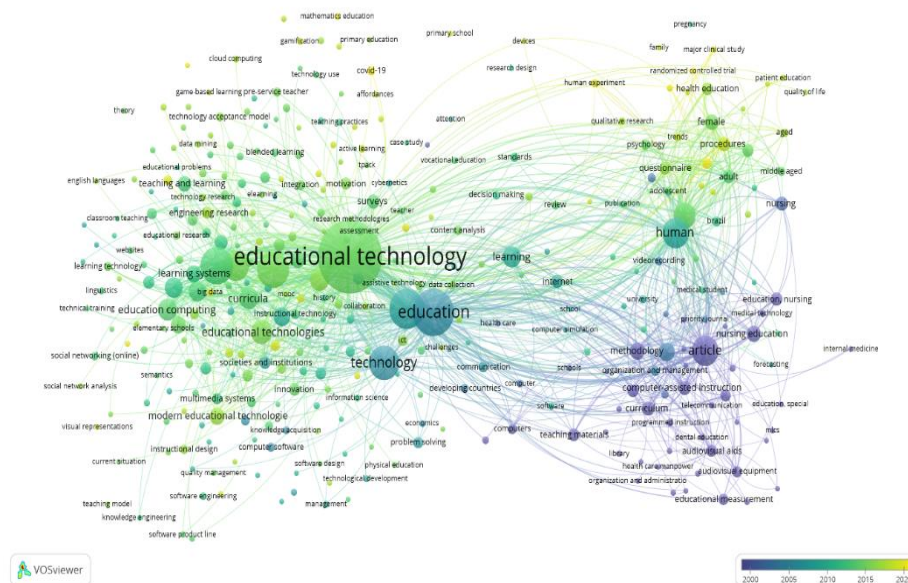 mathematics education
pregnancy
gamification
primary education
primary school
devices
family
major clinical study
cloud computing
technology use
covid-19
research design
human experiment
randomized controlled trial
patient education
health education
quality of life
game-based learning
pre-service teacher
affordances
theory
technology acceptance model
teaching practices
attention
qualitative research
female
trends
aged
data mining
active learning
case study
psychology
procedures
blended learning
tpack
vocational education
standards
educational problems
questionnaire
adult
middle aged
english languages
teaching and learning
integration
motivation
cybernetics
elearning
technology research
decision making
adolescent
engineering research
surveys
review
publication
nursing
classroom teaching
research methodologies
teacher
brazil
educational research
assessment
content analysis
human
websites
educational technology
learning
videorecording
learning technology
learning systems
assistive technology
data collection
internet
medical student
linguistics
big data
mooc
university
education, nursing
curricula
history
collaboration
school
medical technology
technical training
education computing
instructional technology
education
priority journal
elementary schools
educational technologies
health care
computer simulation
nursing education
ict
challenges
internal medicine
social networking (online)
societies and institutions
technology
communication
schools
methodology
article
forecasting
semantics
organization and management
social network analysis
innovation
developing countries
computer
computer-assisted instruction
multimedia systems
information science
software
curriculum
telecommunication
education, special
visual representations
modern educational technologie
economics
programmed instruction
knowledge acquisition
computers
teaching materials
dental education
mics
instructional design
computer software
problem solving
library
audiovisual aids
current situation
software design
physical education
health care manpower
audiovisual equipment
quality management
technological development
organization and administratio
software engineering
educational measurement
teaching model
management
knowledge engineering
software product line
VOSviewer
2000
2005
2010
2015